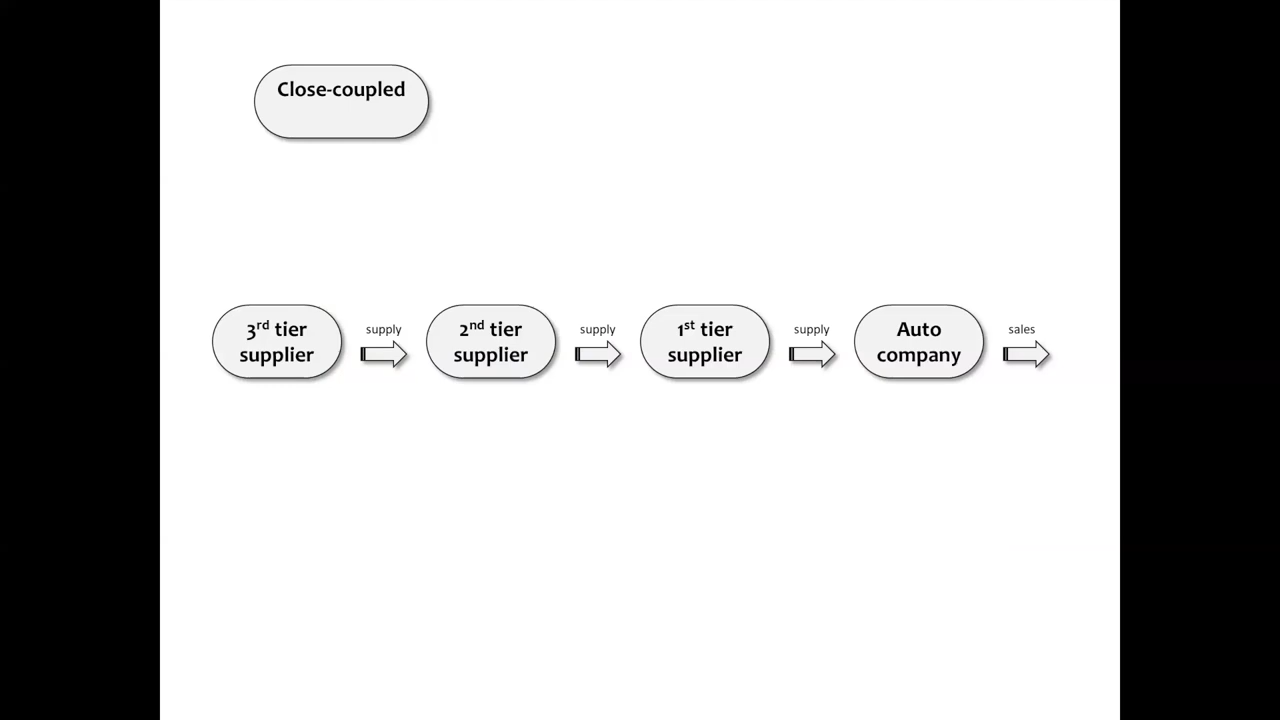 Close-coupled
3rd tier supply 2nd tier supply 1st tier supply Auto sales
supplier supplier supplier company